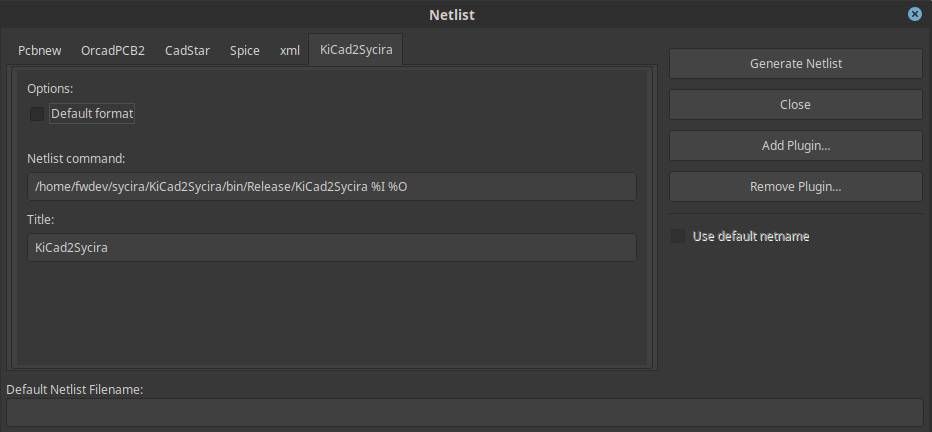 Netlist
Pcbnew OrcadPCB2 CadStar Spice xml KiCad2Sycira
Options:
Default format
Netlist command:
/home/fwdev/sycira/KiCad2Sycira/bin/Release/KiCad2Sycira %I %O
Title:
KiCad2Sycira
Generate Netlist
Close
Add Plugin...
Remove Plugin...
Use default netname
Default Netlist Filename: